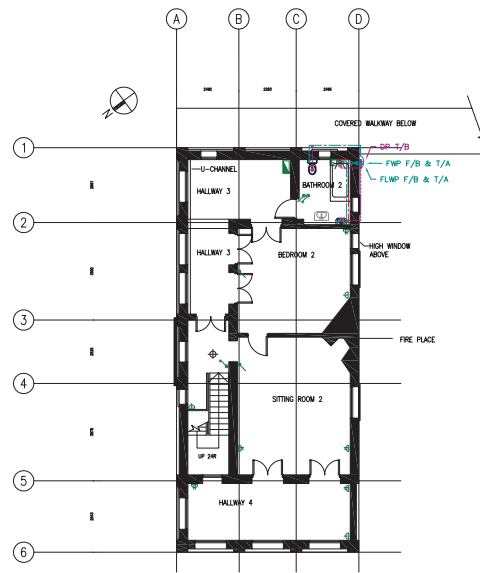 A
B
C
D
N
COVERED WALKWAY BELOW
1
DP T/B
U-CHANNEL
FWP F/B & T/A
BATHROOM 2
FLWP F/B & T/A
HALLWAY 3
2
HIGH WINDOW
ABOVE
HALLWAY 3
BEDROOM 2
3
FIRE PLACE
4
SITTING ROOM 2
UP 24R
5
HALLWAY 4
6